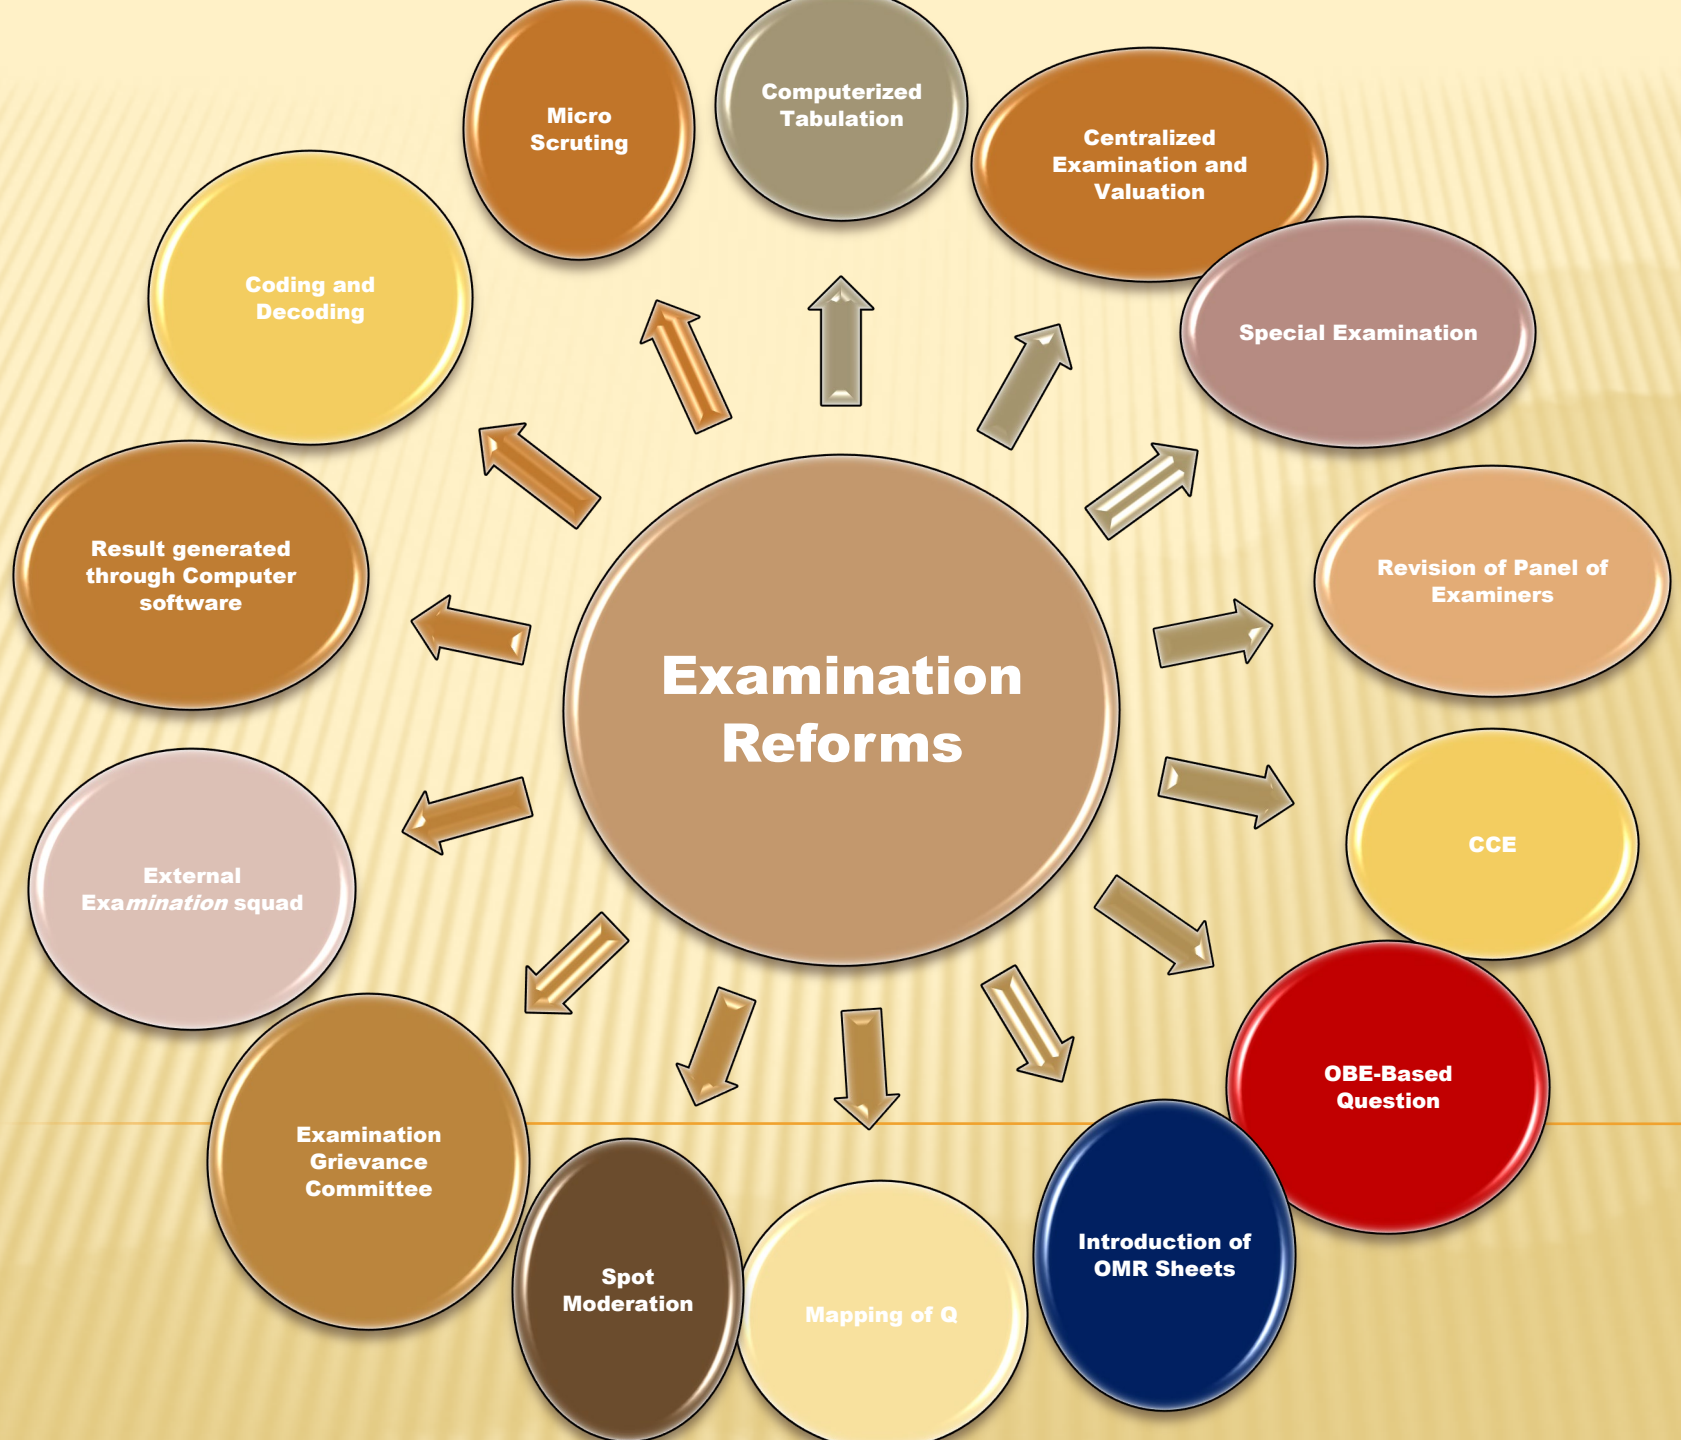 Micro
Scruting
Computerized
Tabulation
Centralized
Examination and
Valuation
Coding and
Decoding
Special Examination
Result generated
through Computer
software
Revision of Panel of
Examiners
Examination
Reforms
CCE
External
Examination squad
OBE-Based
Question
Examination
Grievance
Committee
Introduction of
OMR Sheets
Spot
Moderation
Mapping of Q